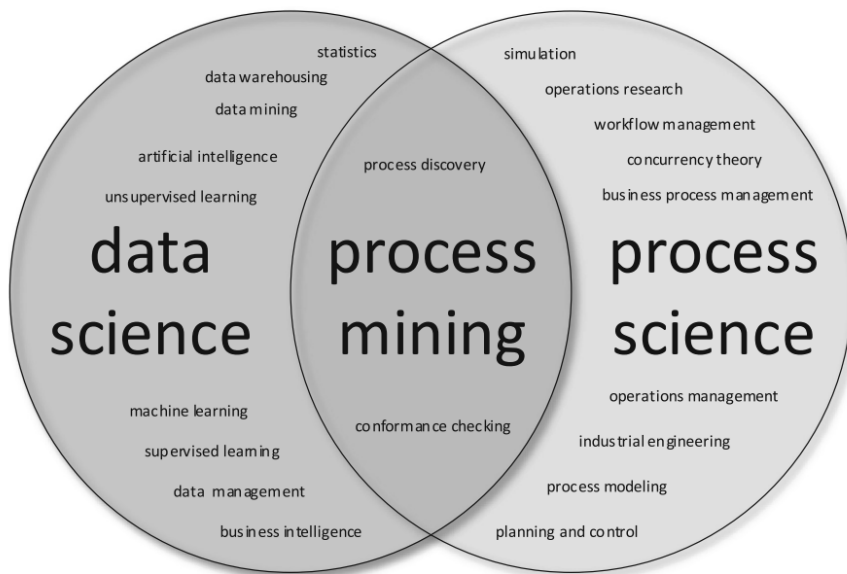 statistics
data warehousing
data mining
artificial intelligence
unsupervised learning
data
science
machine learning
supervised learning
data management
business intelligence
process discovery
process
mining
conformance checking
simulation
operations research
workflow management
concurrency theory
business process management
process
science
operations management
industrial engineering
process modeling
planning and control